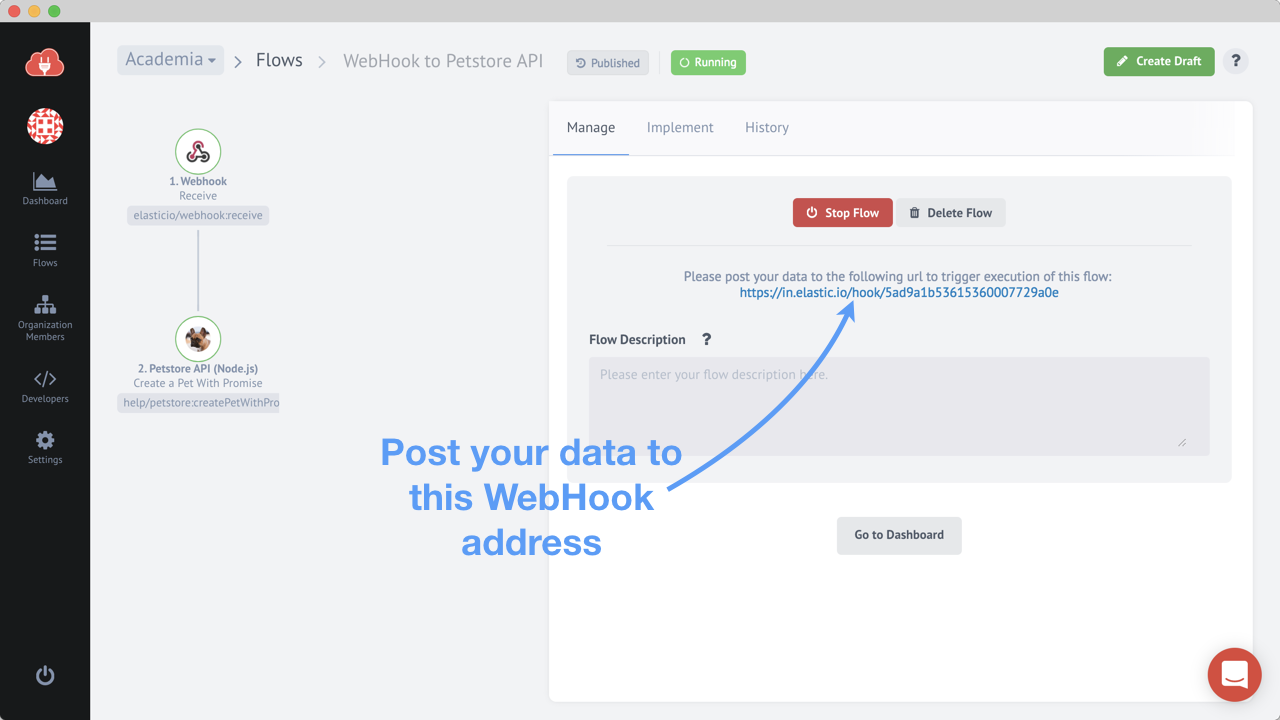 Academia
Flows
WebHook to Petstore API
Published
Running
Create Draft
?
Dashboard
Flows
Organization
Members
Developers
Settings
1. Webhook
Receive
elasticio/webhook:receive
2. Petstore API (Node.js)
Create a Pet With Promise
help/petstore:createPetWithPro
Manage
Implement
History
Stop Flow
Delete Flow
Please post your data to the following url to trigger execution of this flow:
https://in.elastic.io/hook/5ad9a1b53615360007729a0e
Flow Description ?
Please enter your flow description here.
Post your data to
this WebHook
address
Go to Dashboard